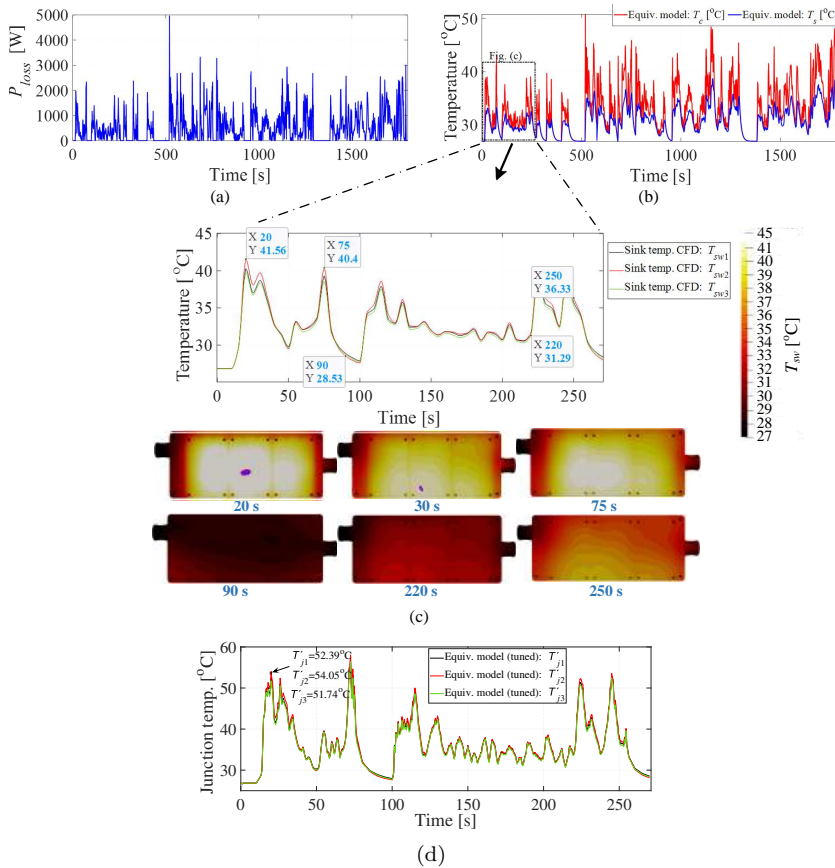 5000
4000
3000
2000
1000
0
P_loss [W]
0 500 1000 1500
Time [s]
(a)
Equiv. model: T_c [°C] Equiv. model: T_s [°C]
50
40
30
Temperature [°C]
Fig. (c)
0 500 1000 1500
Time [s]
(b)
45
40
35
30
Temperature [°C]
X 20
Y 41.56
X 75
Y 40.4
X 90
Y 28.53
X 250
Y 36.33
X 220
Y 31.29
0 50 100 150 200 250
Time [s]
Sink temp. CFD: T_sw1
Sink temp. CFD: T_sw2
Sink temp. CFD: T_sw3
45
41
40
39
38
37
36
35
34
33
32
31
30
29
28
27
T_sw [°C]
20 s 30 s 75 s
90 s 220 s 250 s
(c)
60
50
40
30
Junction temp. [°C]
T'_j1=52.39°C
T'_j2=54.05°C
T'_j3=51.74°C
Equiv. model (tuned): T'_j1
Equiv. model (tuned): T'_j2
Equiv. model (tuned): T'_j3
0 50 100 150 200 250
Time [s]
(d)